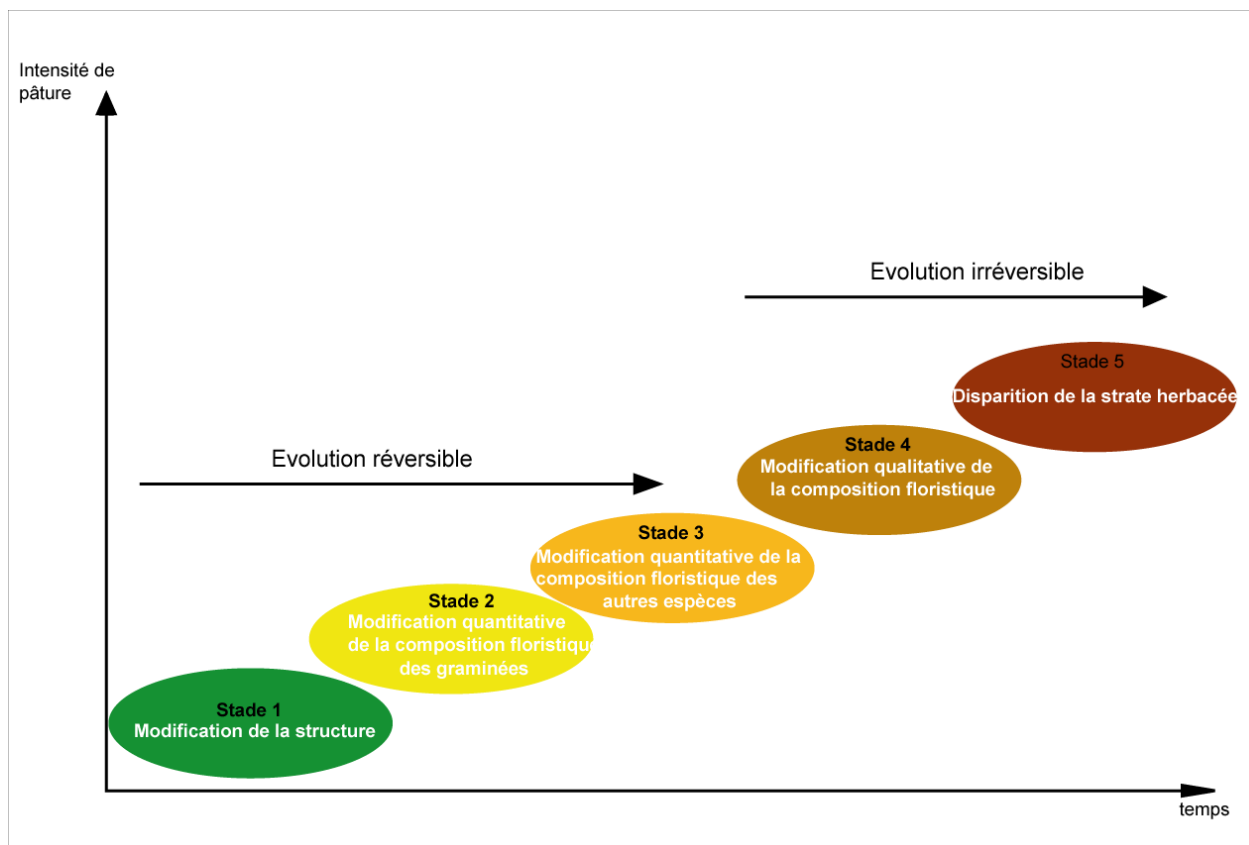 Intensité de
pâture
Evolution irréversible
Stade 5
Disparition de la strate herbacée
Stade 4
Modification qualitative de
la composition floristique
Evolution réversible
Stade 3
Modification quantitative de la
composition floristique des
autres espèces
Stade 2
Modification quantitative
de la composition floristique
des graminées
Stade 1
Modification de la structure
temps